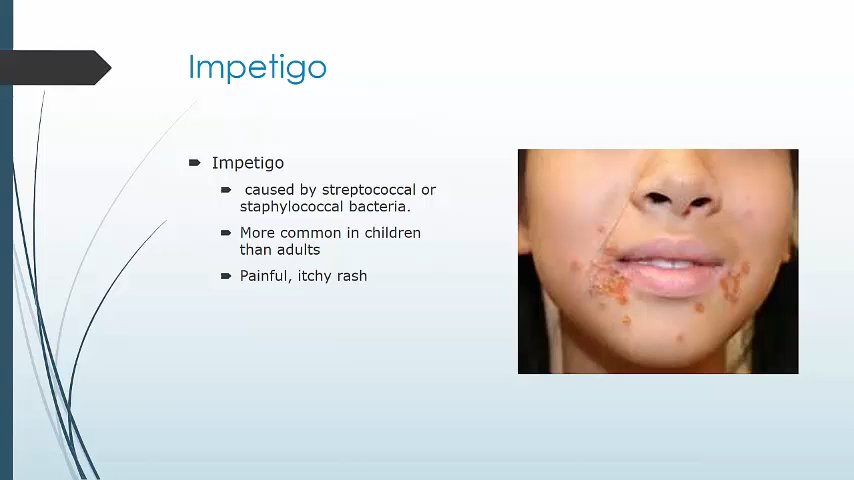 Impetigo
Impetigo
caused by streptococcal or
staphylococcal bacteria.
More common in children
than adults
Painful, itchy rash